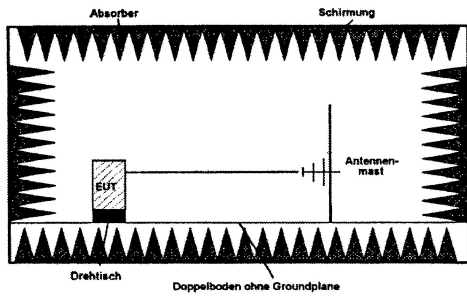 Absorber
Schirmung
EUT
Antennen-
mast
Drehtisch
Doppelboden ohne Groundplane